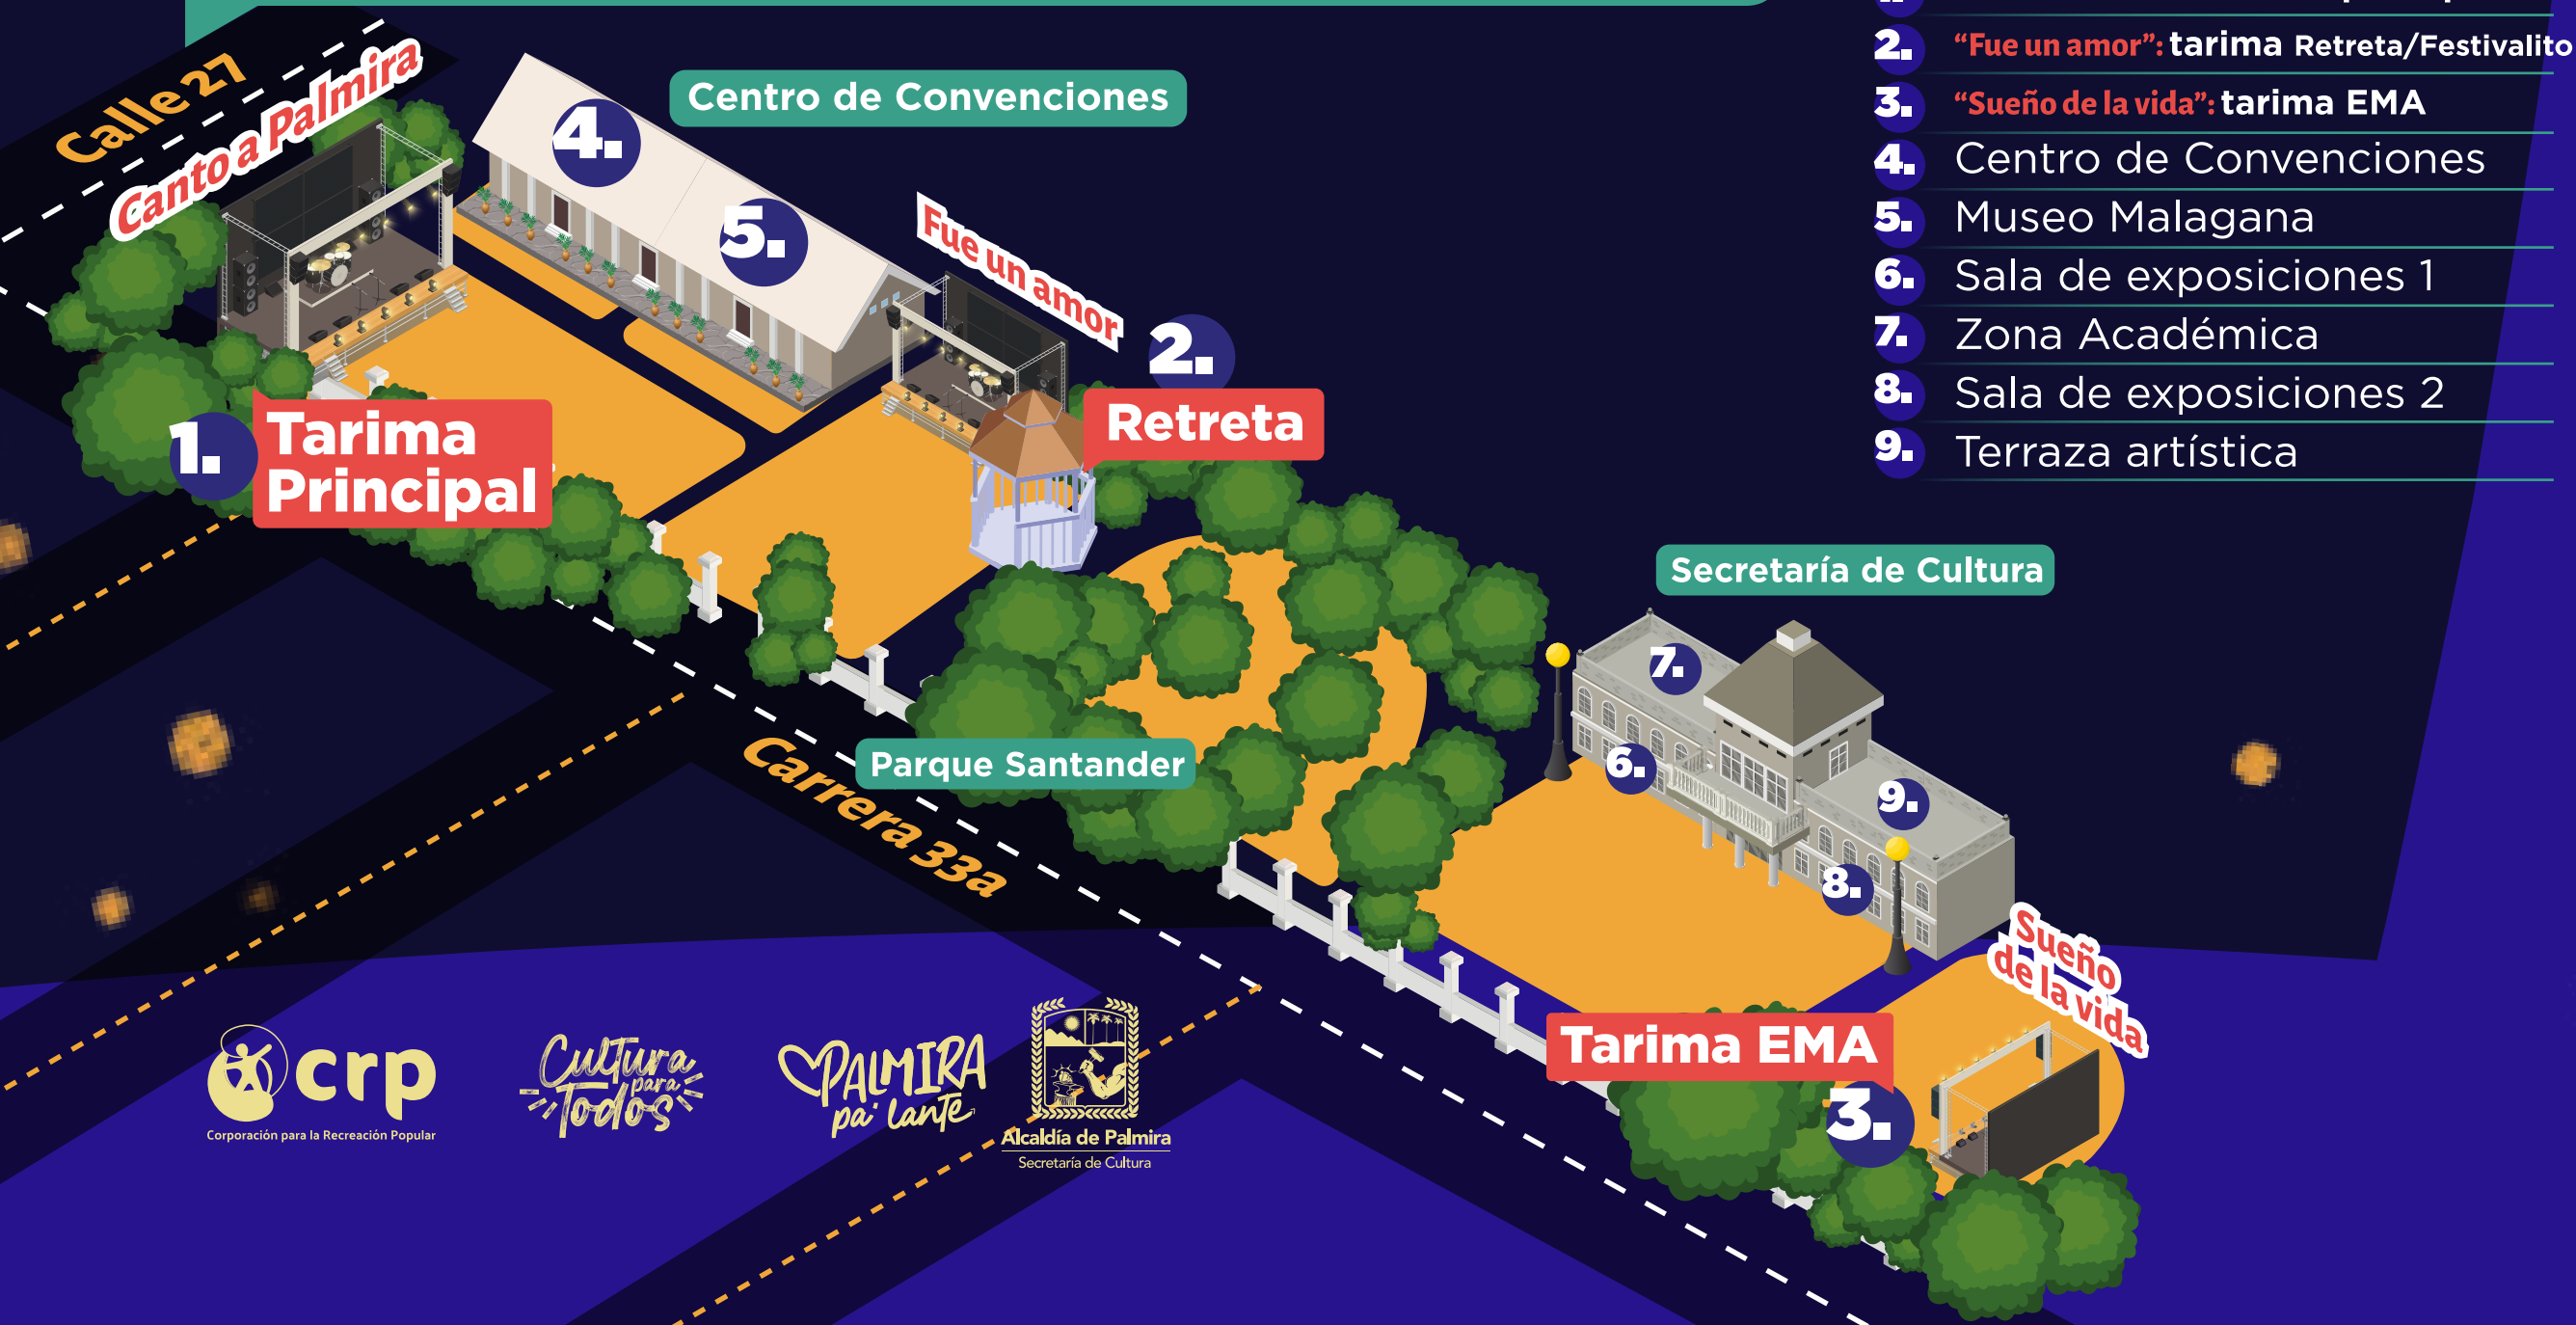 2. “Fue un amor”: tarima Retreta/Festivalito
3. “Sueño de la vida”: tarima EMA
4. Centro de Convenciones
5. Museo Malagana
6. Sala de exposiciones 1
7. Zona Académica
8. Sala de exposiciones 2
9. Terraza artística
Calle 27
Canto a Palmira
Centro de Convenciones
4.
5.
Fue un amor
2.
Retreta
1.
Tarima
Principal
Secretaría de Cultura
7.
6.
9.
8.
Parque Santander
Carrera 33a
Sueño
de la vida
Tarima EMA
3.
crp
Corporación para la Recreación Popular
Cultura
para
Todos
PALMIRA
pa' lante
Alcaldía de Palmira
Secretaría de Cultura